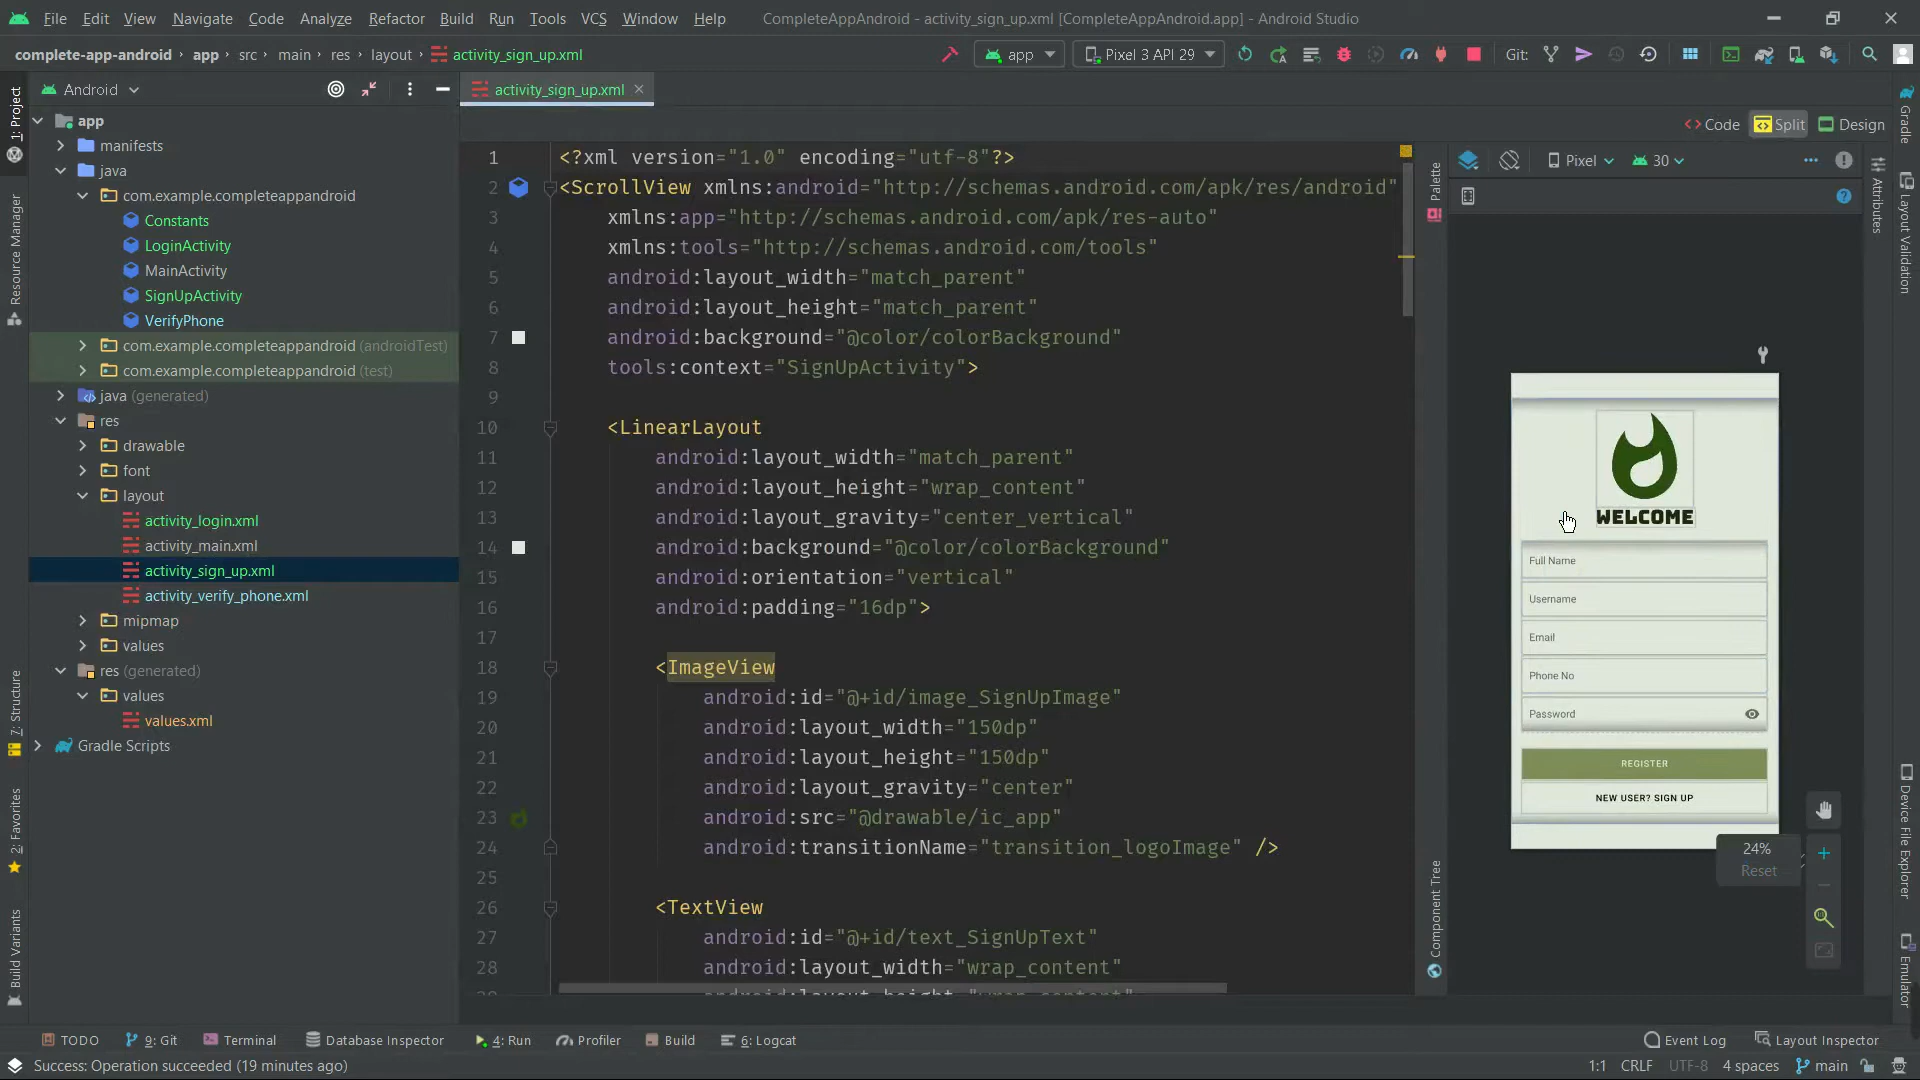 File Edit View Navigate Code Analyze Refactor Build Run Tools VCS Window Help CompleteAppAndroid - activity_sign_up.xml [CompleteAppAndroid.app] - Android Studio
complete-app-android app src main res layout activity_sign_up.xml app Pixel 3 API 29 Git:
1: Project
Resource Manager
7: Structure
2: Favorites
Build Variants
Android
app
manifests
java
com.example.completeappandroid
Constants
LoginActivity
MainActivity
SignUpActivity
VerifyPhone
com.example.completeappandroid (androidTest)
com.example.completeappandroid (test)
java (generated)
res
drawable
font
layout
activity_login.xml
activity_main.xml
activity_sign_up.xml
activity_verify_phone.xml
mipmap
values
res (generated)
values
values.xml
Gradle Scripts
activity_sign_up.xml
Code Split Design
1 <?xml version="1.0" encoding="utf-8"?>
2 <ScrollView xmlns:android="http://schemas.android.com/apk/res/android"
3 xmlns:app="http://schemas.android.com/apk/res-auto"
4 xmlns:tools="http://schemas.android.com/tools"
5 android:layout_width="match_parent"
6 android:layout_height="match_parent"
7 android:background="@color/colorBackground"
8 tools:context="SignUpActivity">
9
10 <LinearLayout
11 android:layout_width="match_parent"
12 android:layout_height="wrap_content"
13 android:layout_gravity="center_vertical"
14 android:background="@color/colorBackground"
15 android:orientation="vertical"
16 android:padding="16dp">
17
18 <ImageView
19 android:id="@+id/image_SignUpImage"
20 android:layout_width="150dp"
21 android:layout_height="150dp"
22 android:layout_gravity="center"
23 android:src="@drawable/ic_app"
24 android:transitionName="transition_logoImage" />
25
26 <TextView
27 android:id="@+id/text_SignUpText"
28 android:layout_width="wrap_content"
Palette
Component Tree
Pixel 30
WELCOME
Full Name
Username
Email
Phone No
Password
REGISTER
NEW USER? SIGN UP
24%
Reset
Attributes
Gradle
Layout Validation
Device File Explorer
Emulator
TODO 9: Git Terminal Database Inspector 4: Run Profiler Build 6: Logcat Event Log Layout Inspector
Success: Operation succeeded (19 minutes ago) 1:1 CRLF UTF-8 4 spaces main